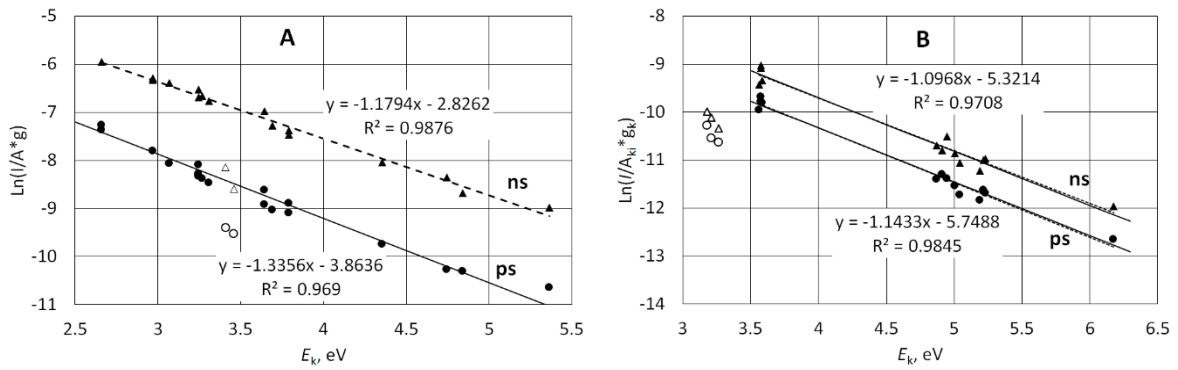 A
-5
-6
-7
-8
-9
-10
-11
Ln(I/A*g)
y = -1.1794x - 2.8262
R² = 0.9876
ns
y = -1.3356x - 3.8636
R² = 0.969
ps
2.5 3 3.5 4 4.5 5 5.5
Ek, eV
B
-8
-9
-10
-11
-12
-13
-14
Ln(I/Aki*gk)
y = -1.0968x - 5.3214
R² = 0.9708
ns
y = -1.1433x - 5.7488
R² = 0.9845
ps
3 3.5 4 4.5 5 5.5 6 6.5
Ek, eV